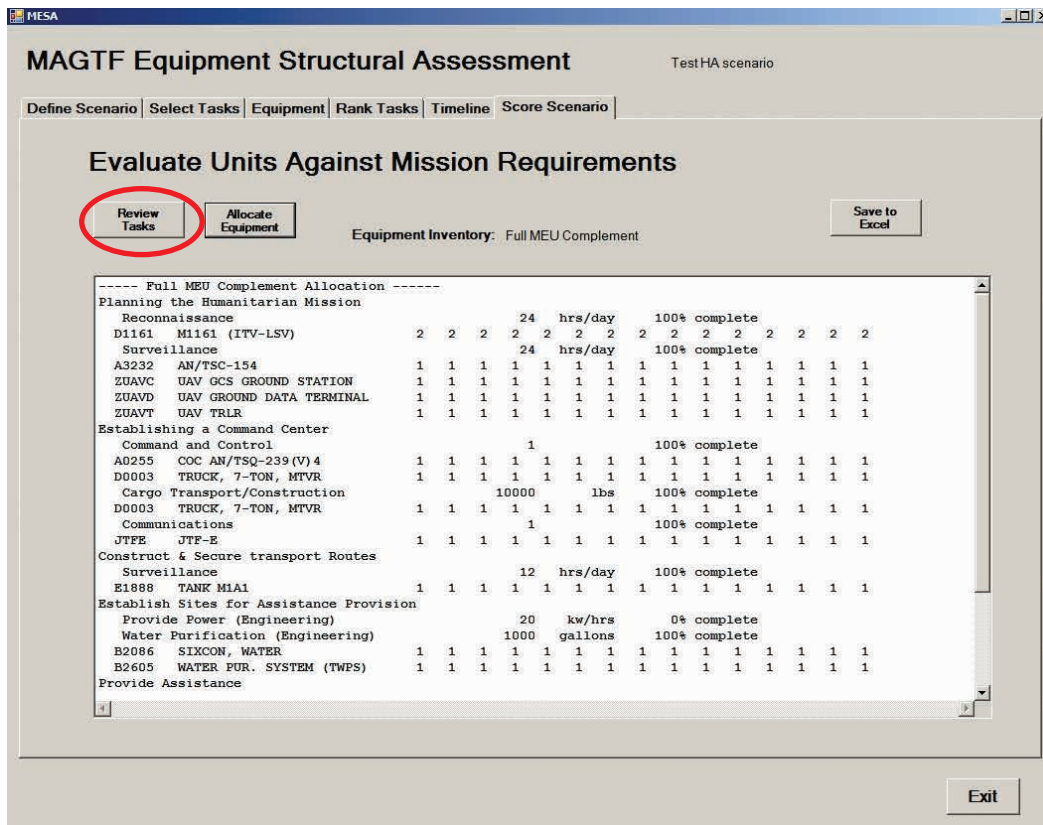 MESA
MAGTF Equipment Structural Assessment Test HA scenario
Define Scenario Select Tasks Equipment Rank Tasks Timeline Score Scenario
Evaluate Units Against Mission Requirements
Review Tasks
Allocate Equipment
Save to Excel
Equipment Inventory: Full MEU Complement
----- Full MEU Complement Allocation ------
Planning the Humanitarian Mission
Reconnaissance 24 hrs/day 100% complete
D1161 M1161 (ITV-LSV) 2 2 2 2 2 2 2 2 2 2 2 2 2 2 2
Surveillance 24 hrs/day 100% complete
A3232 AN/TSC-154 1 1 1 1 1 1 1 1 1 1 1 1 1 1 1
ZUAVC UAV GCS GROUND STATION 1 1 1 1 1 1 1 1 1 1 1 1 1 1 1
ZUAVD UAV GROUND DATA TERMINAL 1 1 1 1 1 1 1 1 1 1 1 1 1 1 1
ZUAVT UAV TRLR 1 1 1 1 1 1 1 1 1 1 1 1 1 1 1
Establishing a Command Center
Command and Control 1 100% complete
A0255 COC AN/TSQ-239(V)4 1 1 1 1 1 1 1 1 1 1 1 1 1 1 1
D0003 TRUCK, 7-TON, MTVR 1 1 1 1 1 1 1 1 1 1 1 1 1 1 1
Cargo Transport/Construction 10000 lbs 100% complete
D0003 TRUCK, 7-TON, MTVR 1 1 1 1 1 1 1 1 1 1 1 1 1 1 1
Communications 1 100% complete
JTFE JTF-E 1 1 1 1 1 1 1 1 1 1 1 1 1 1 1
Construct & Secure transport Routes
Surveillance 12 hrs/day 100% complete
E1888 TANK M1A1 1 1 1 1 1 1 1 1 1 1 1 1 1 1 1
Establish Sites for Assistance Provision
Provide Power (Engineering) 20 kw/hrs 0% complete
Water Purification (Engineering) 1000 gallons 100% complete
B2086 SIXCON, WATER 1 1 1 1 1 1 1 1 1 1 1 1 1 1 1
B2605 WATER PUR. SYSTEM (TWPS) 1 1 1 1 1 1 1 1 1 1 1 1 1 1 1
Provide Assistance
Exit